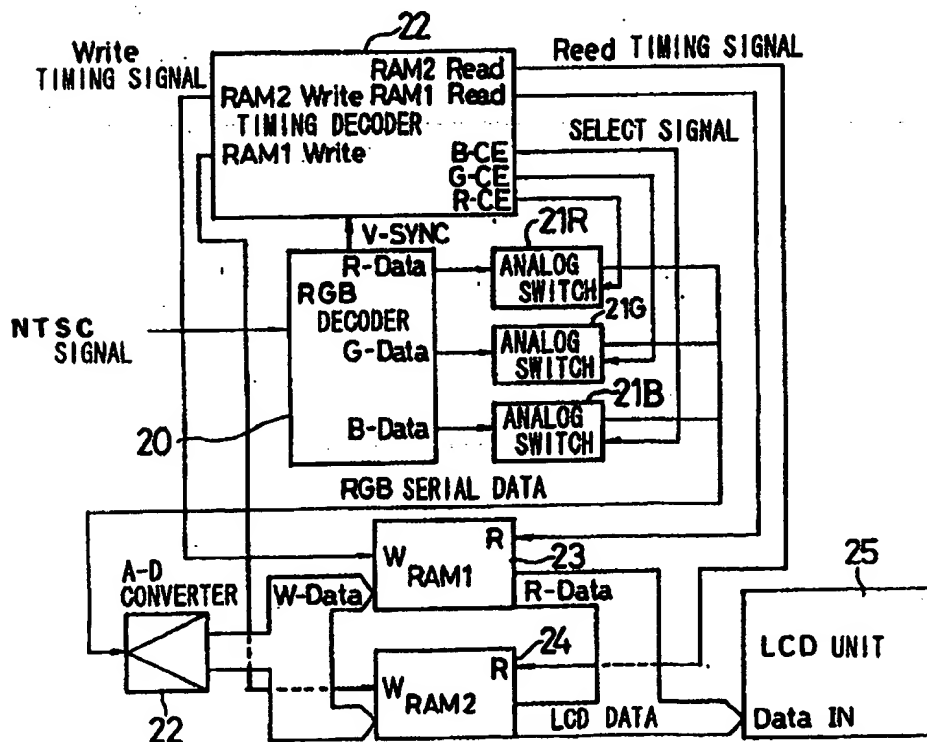 22
Write
TIMING SIGNAL
Reed TIMING SIGNAL
RAM2 Read
RAM2 Write RAM1 Read
TIMING DECODER
RAM1 Write
SELECT SIGNAL
B-CE
G-CE
R-CE
V-SYNC
21R
R-Data
ANALOG
SWITCH
RGB
DECODER
NTSC
SIGNAL
21G
G-Data
ANALOG
SWITCH
21B
B-Data
ANALOG
SWITCH
20
RGB SERIAL DATA
R
W
RAM1
23
R-Data
25
A-D
CONVERTER
W-Data
LCD UNIT
24
R
W
RAM2
22
LCD DATA
Data IN